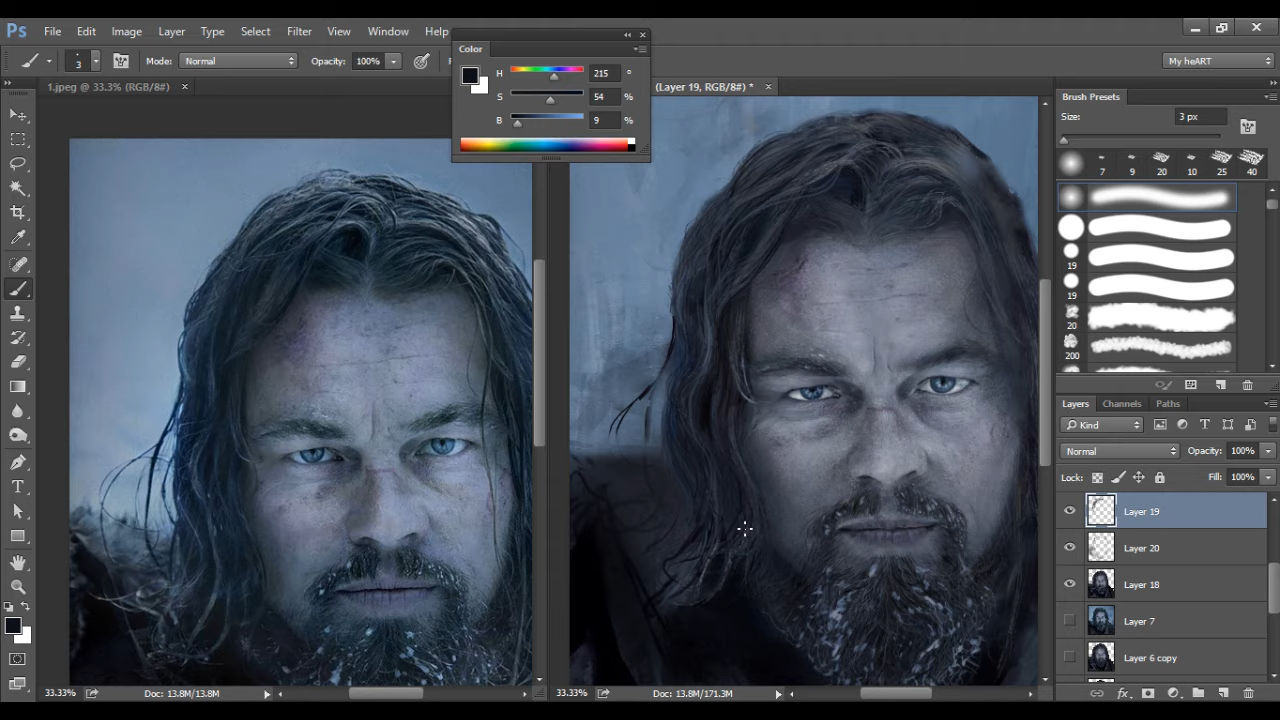 Ps File Edit Image Layer Type Select Filter View Window Help
3 Mode: Normal Opacity: 100% My heART
1.jpeg @ 33.3% (RGB/8#) × (Layer 19, RGB/8#) * ×
Color
H 215 °
S 54 %
B 9 %
Brush Presets
Size: 3 px
7 9 20 10 25 40
19
19
20
200
Layers Channels Paths
Kind
Normal Opacity: 100%
Lock: Fill: 100%
Layer 19
Layer 20
Layer 18
Layer 7
Layer 6 copy
33.33% Doc: 13.8M/13.8M 33.33% Doc: 13.8M/171.3M